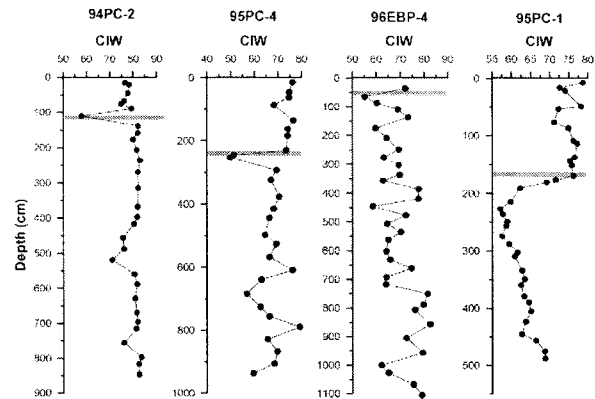 94PC-2 95PC-4 96EBP-4 95PC-1
CIW CIW CIW CIW
50 60 70 80 90 40 50 60 70 80 50 60 70 80 90 55 60 65 70 75 80
Depth (cm)
0 0 0 0
100 200 100 100
200 400 200 200
300 600 300 300
400 800 400 400
500 1000 500 500
600 600
700 700
800 800
900 900
1000
1100